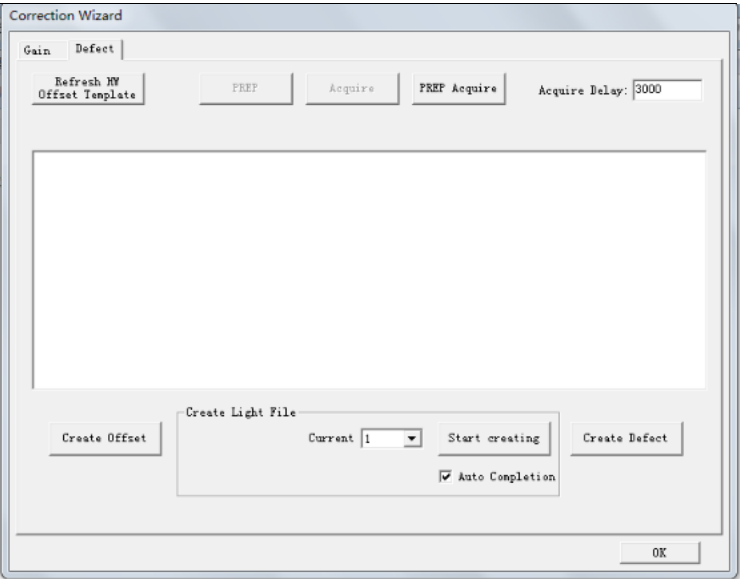 Correction Wizard
Gain Defect
Refresh HW
Offset Template
PREP
Acquire
PREP Acquire
Acquire Delay: 3000
Create Light File
Create Offset
Current 1
Start creating
Create Defect
Auto Completion
OK